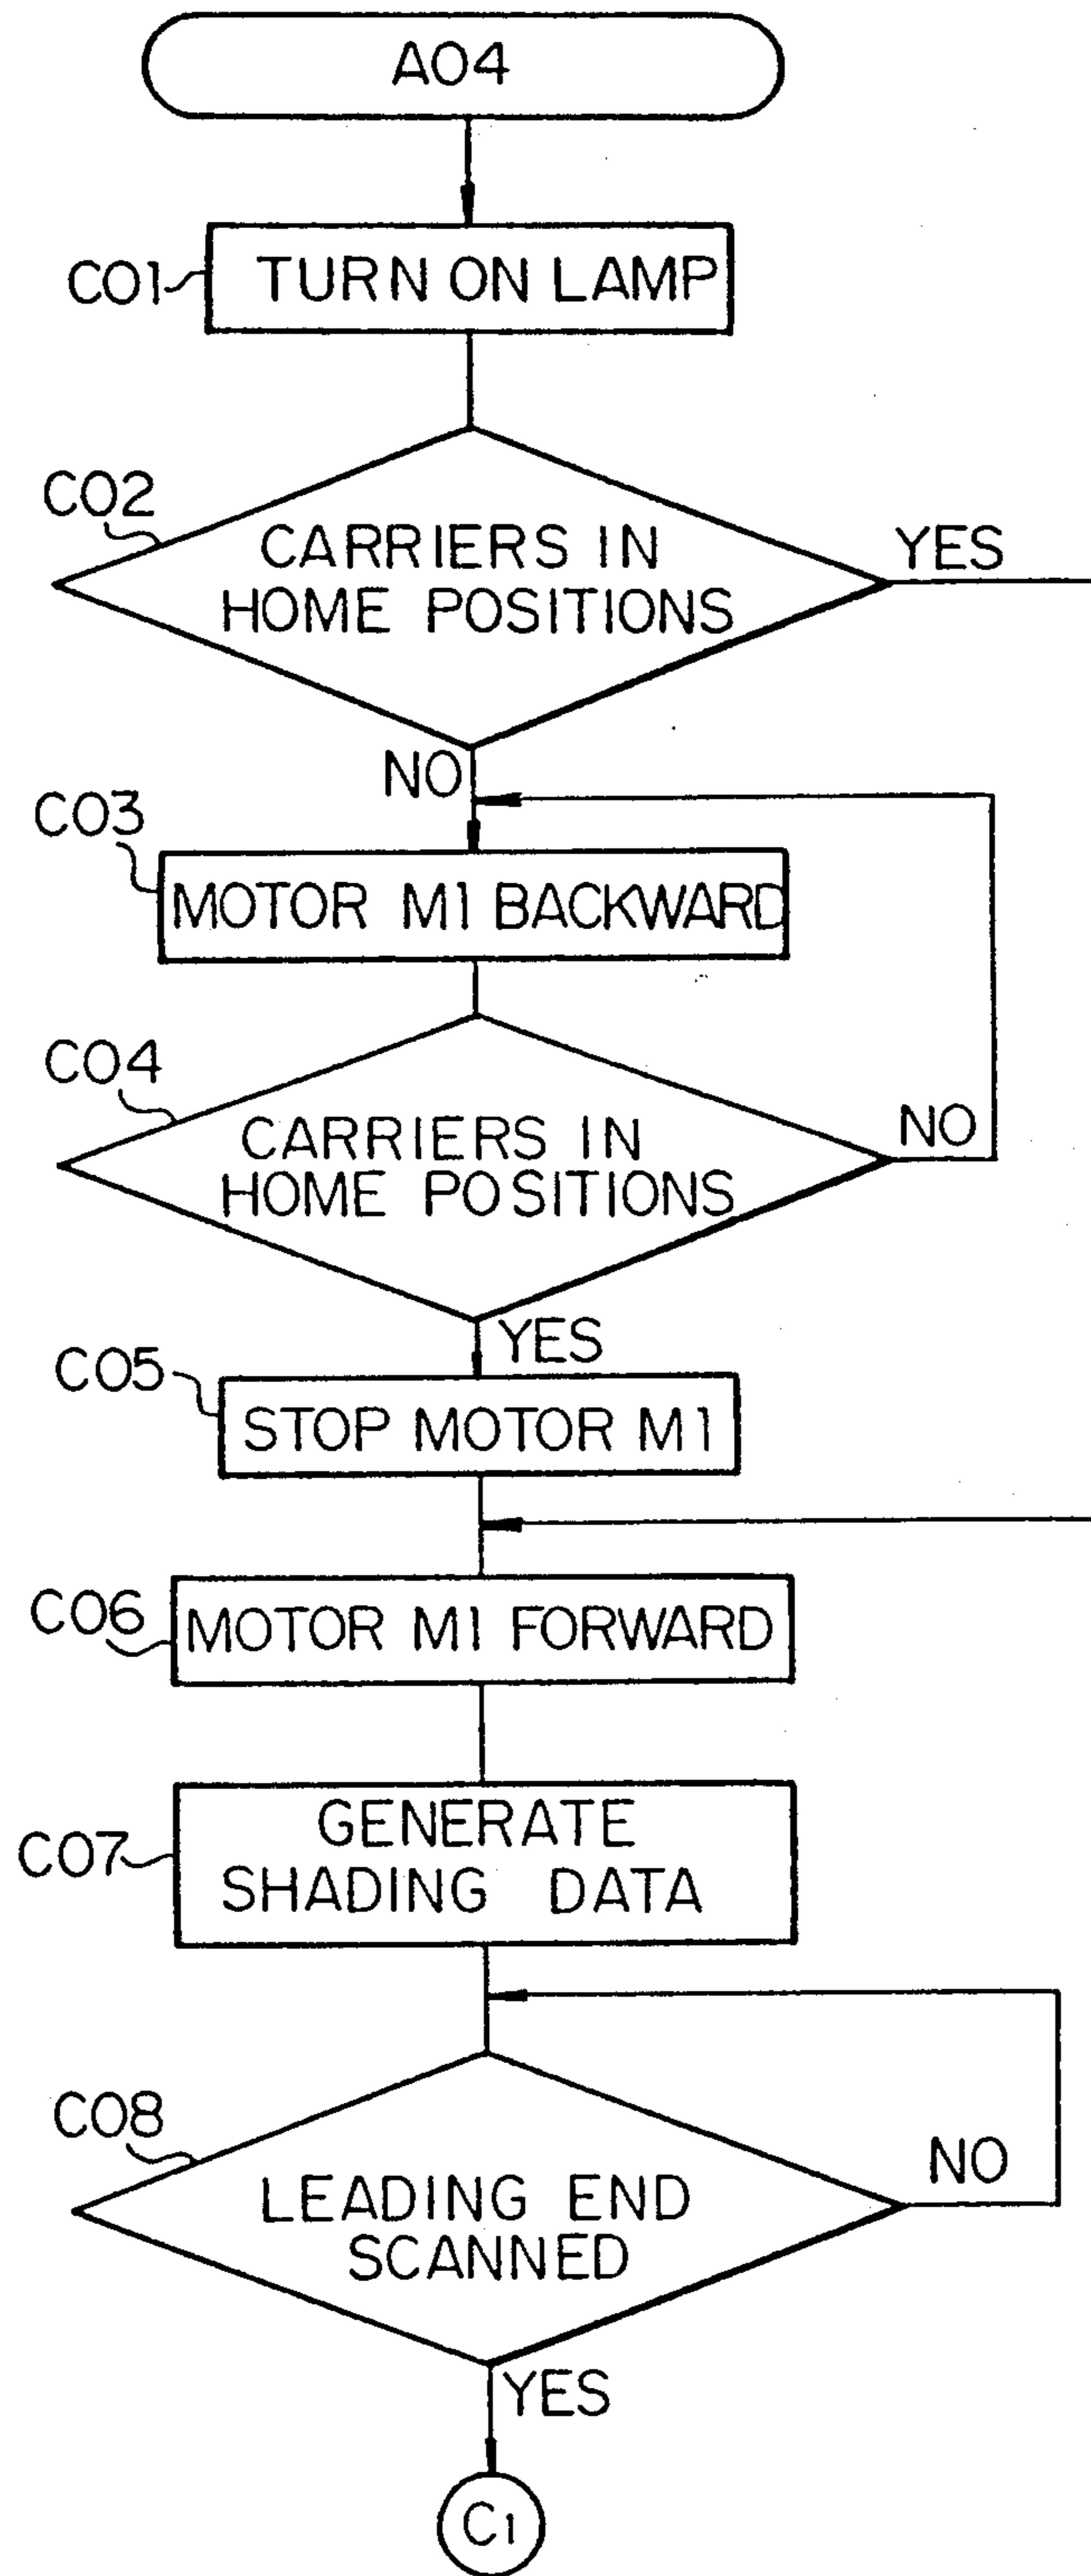 A04
C01
TURN ON LAMP
C02
CARRIERS IN
HOME POSITIONS
YES
NO
C03
MOTOR M1 BACKWARD
C04
CARRIERS IN
HOME POSITIONS
NO
YES
C05
STOP MOTOR M1
C06
MOTOR M1 FORWARD
C07
GENERATE
SHADING DATA
C08
LEADING END
SCANNED
NO
YES
C1